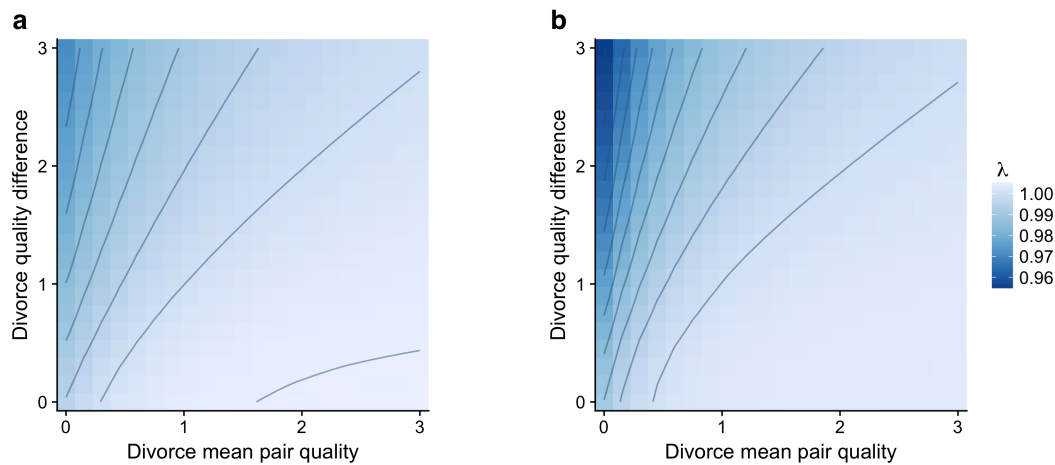 a
3
2
1
0
Divorce quality difference
0
1
2
3
Divorce mean pair quality
b
3
2
1
0
Divorce quality difference
0
1
2
3
Divorce mean pair quality
λ
1.00
0.98
0.97
0.96